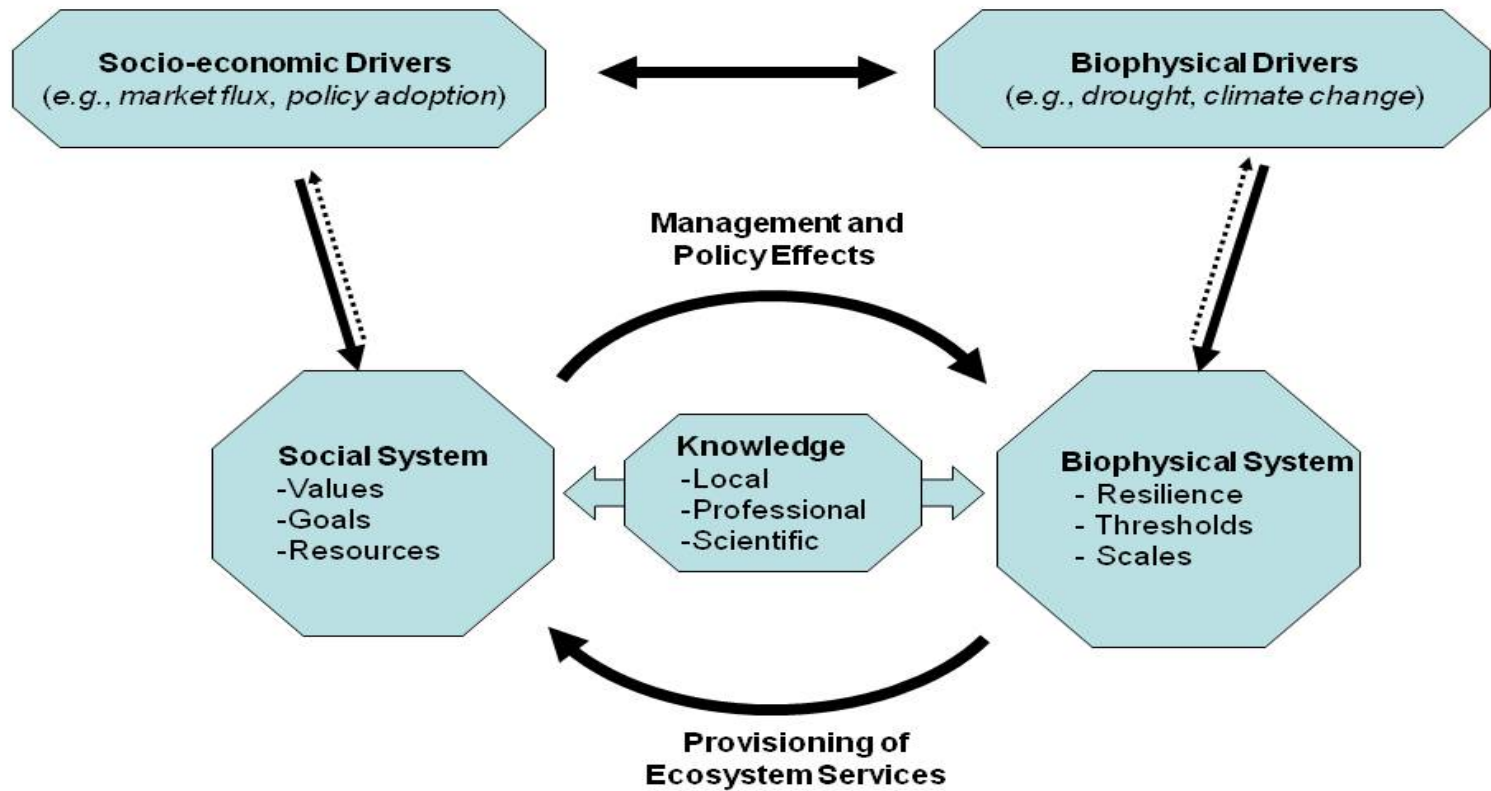 Socio-economic Drivers
(e.g., market flux, policy adoption)
Biophysical Drivers
(e.g., drought, climate change)
Management and
Policy Effects
Social System
-Values
-Goals
-Resources
Knowledge
-Local
-Professional
-Scientific
Biophysical System
- Resilience
- Thresholds
- Scales
Provisioning of
Ecosystem Services